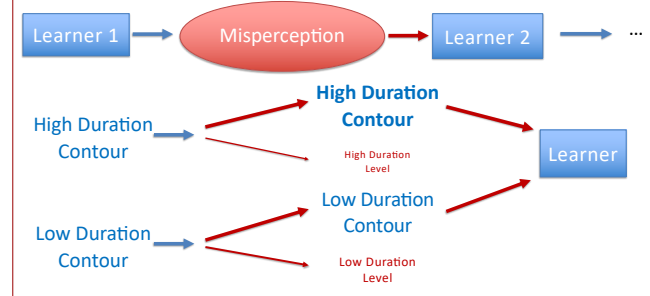 Learner 1
Misperception
Learner 2
...
High Duration
Contour
High Duration
Contour
High Duration
Level
Learner
Low Duration
Contour
Low Duration
Contour
Low Duration
Level